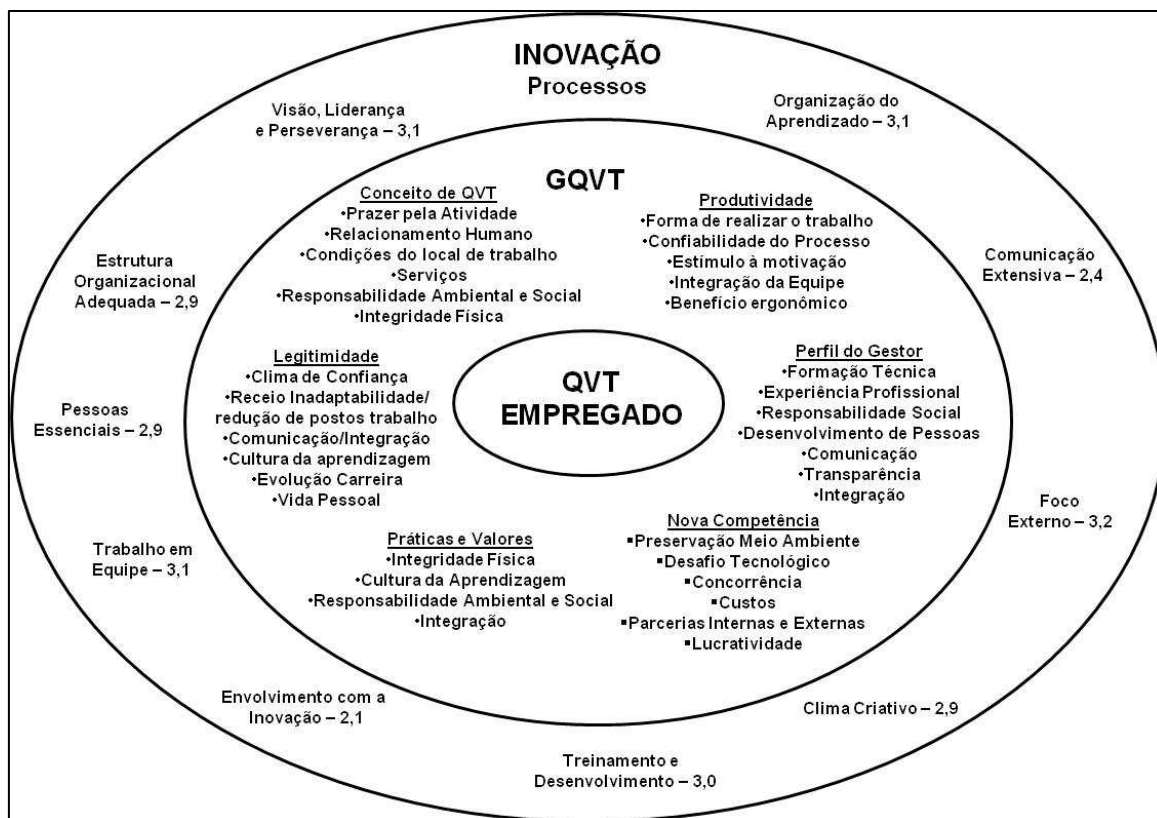 INOVAÇÃO
Processos
Visão, Liderança
e Perseverança – 3,1
Organização do
Aprendizado – 3,1
Estrutura
Organizacional
Adequada – 2,9
Comunicação
Extensiva – 2,4
Pessoas
Essenciais – 2,9
Foco
Externo – 3,2
Trabalho em
Equipe – 3,1
Envolvimento com a
Inovação – 2,1
Clima Criativo – 2,9
Treinamento e
Desenvolvimento – 3,0
GQVT
Conceito de QVT
•Prazer pela Atividade
•Relacionamento Humano
•Condições do local de trabalho
•Serviços
•Responsabilidade Ambiental e Social
•Integridade Física
Produtividade
•Forma de realizar o trabalho
•Confiabilidade do Processo
•Estímulo à motivação
•Integração da Equipe
•Benefício ergonômico
Legitimidade
•Clima de Confiança
•Receio Inadaptabilidade/
redução de postos trabalho
•Comunicação/Integração
•Cultura da aprendizagem
•Evolução Carreira
•Vida Pessoal
Perfil do Gestor
•Formação Técnica
•Experiência Profissional
•Responsabilidade Social
•Desenvolvimento de Pessoas
•Comunicação
•Transparência
•Integração
Práticas e Valores
•Integridade Física
•Cultura da Aprendizagem
•Responsabilidade Ambiental e Social
•Integração
Nova Competência
▪Preservação Meio Ambiente
▪Desafio Tecnológico
▪Concorrência
▪Custos
▪Parcerias Internas e Externas
▪Lucratividade
QVT
EMPREGADO